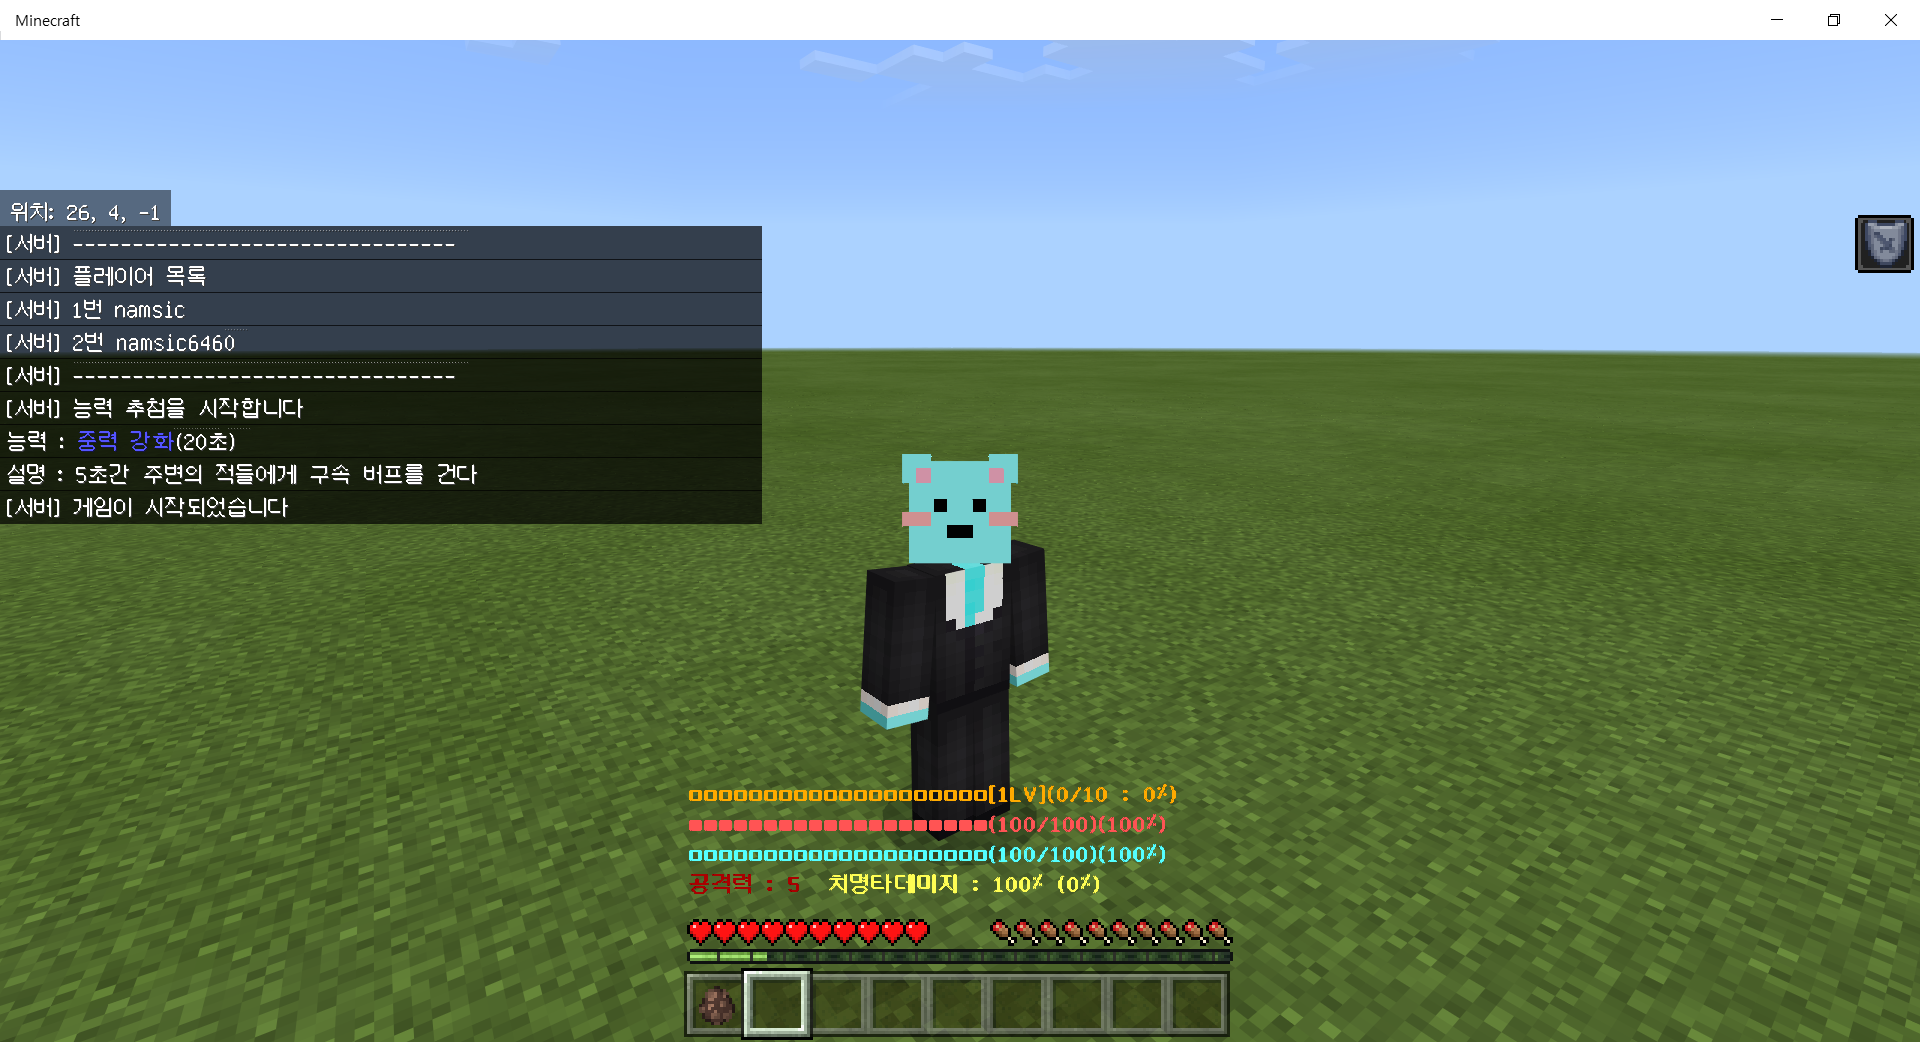 Minecraft
위치: 26, 4, -1
[서버] --------------------------------
[서버] 플레이어 목록
[서버] 1번 namsic
[서버] 2번 namsic6460
[서버] --------------------------------
[서버] 능력 추첨을 시작합니다
능력 : 중력 강화(20초)
설명 : 5초간 주변의 적들에게 구속 버프를 건다
[서버] 게임이 시작되었습니다
[1LV](0/10 : 0%)
(100/100)(100%)
(100/100)(100%)
공격력 : 5 치명타데미지 : 100% (0%)